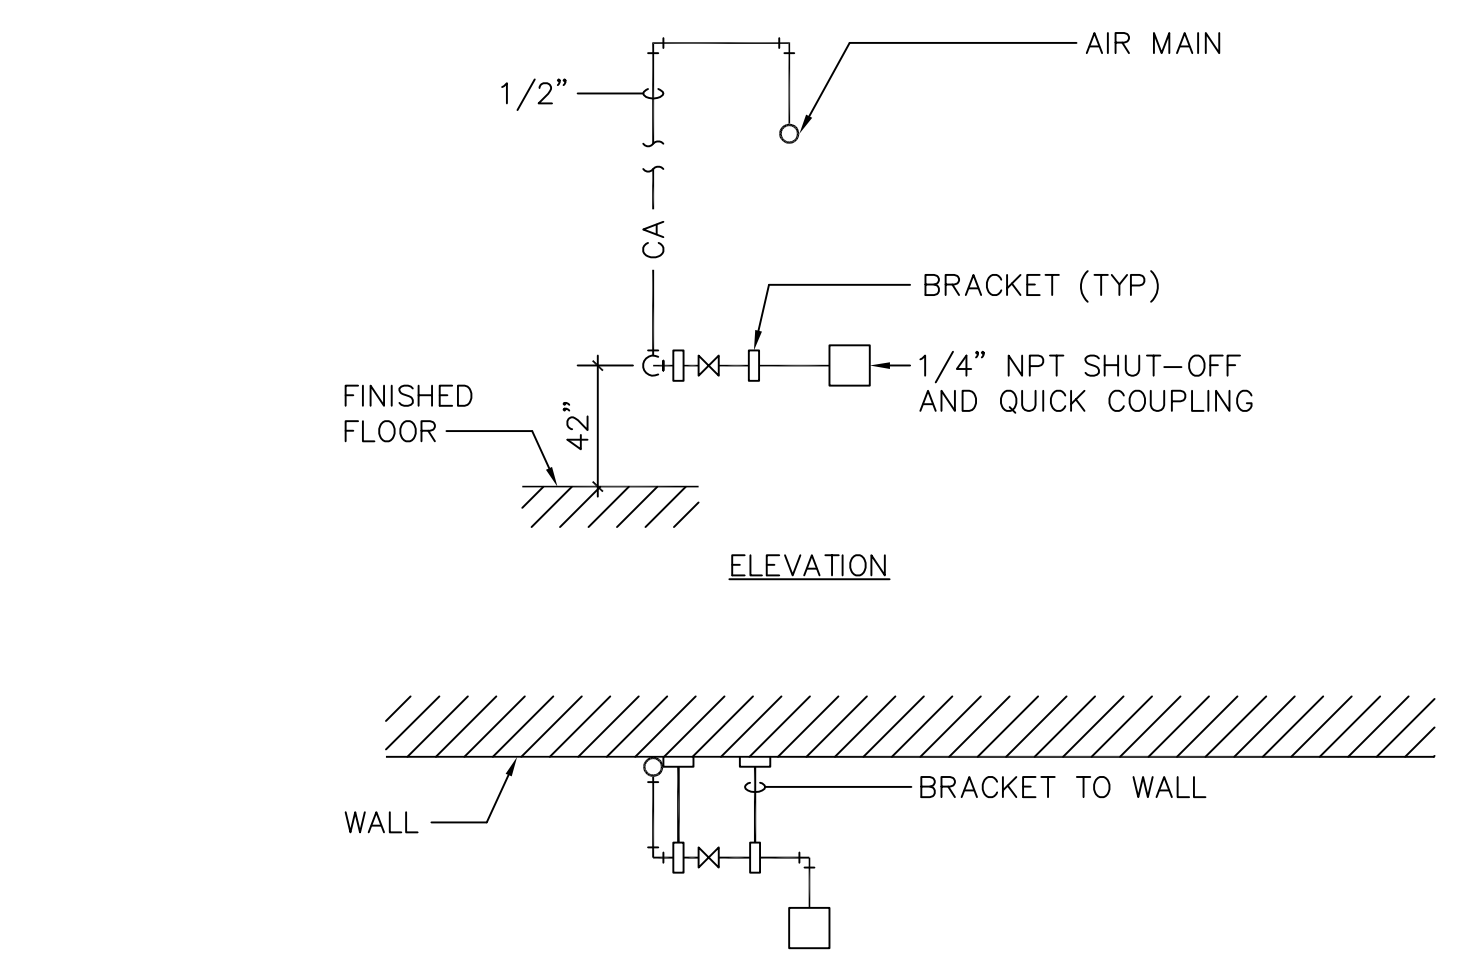 AIR MAIN
1/2”
CA
BRACKET (TYP)
1/4” NPT SHUT-OFF
AND QUICK COUPLING
FINISHED
FLOOR
42”
ELEVATION
BRACKET TO WALL
WALL